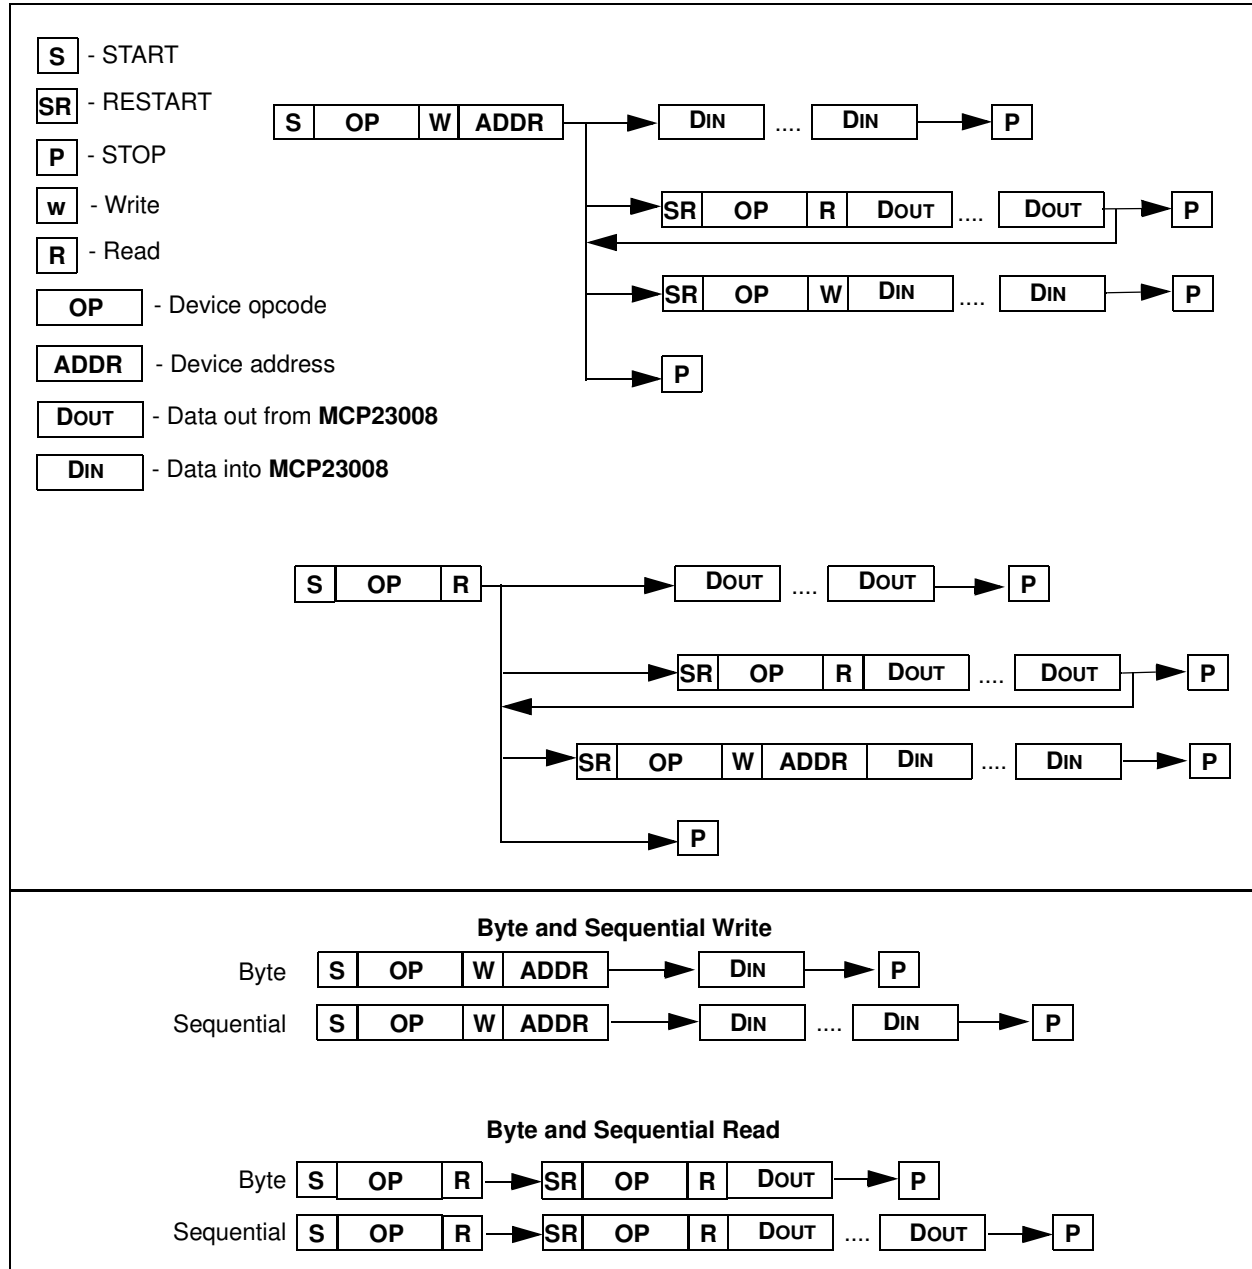 S - START
SR - RESTART
P - STOP
w - Write
R - Read
OP - Device opcode
ADDR - Device address
DOUT - Data out from MCP23008
DIN - Data into MCP23008
S OP W ADDR DIN .... DIN P
SR OP R DOUT .... DOUT P
SR OP W DIN .... DIN P
P
S OP R DOUT .... DOUT P
SR OP R DOUT .... DOUT P
SR OP W ADDR DIN .... DIN P
P
Byte and Sequential Write
Byte S OP W ADDR DIN P
Sequential S OP W ADDR DIN .... DIN P
Byte and Sequential Read
Byte S OP R SR OP R DOUT P
Sequential S OP R SR OP R DOUT .... DOUT P